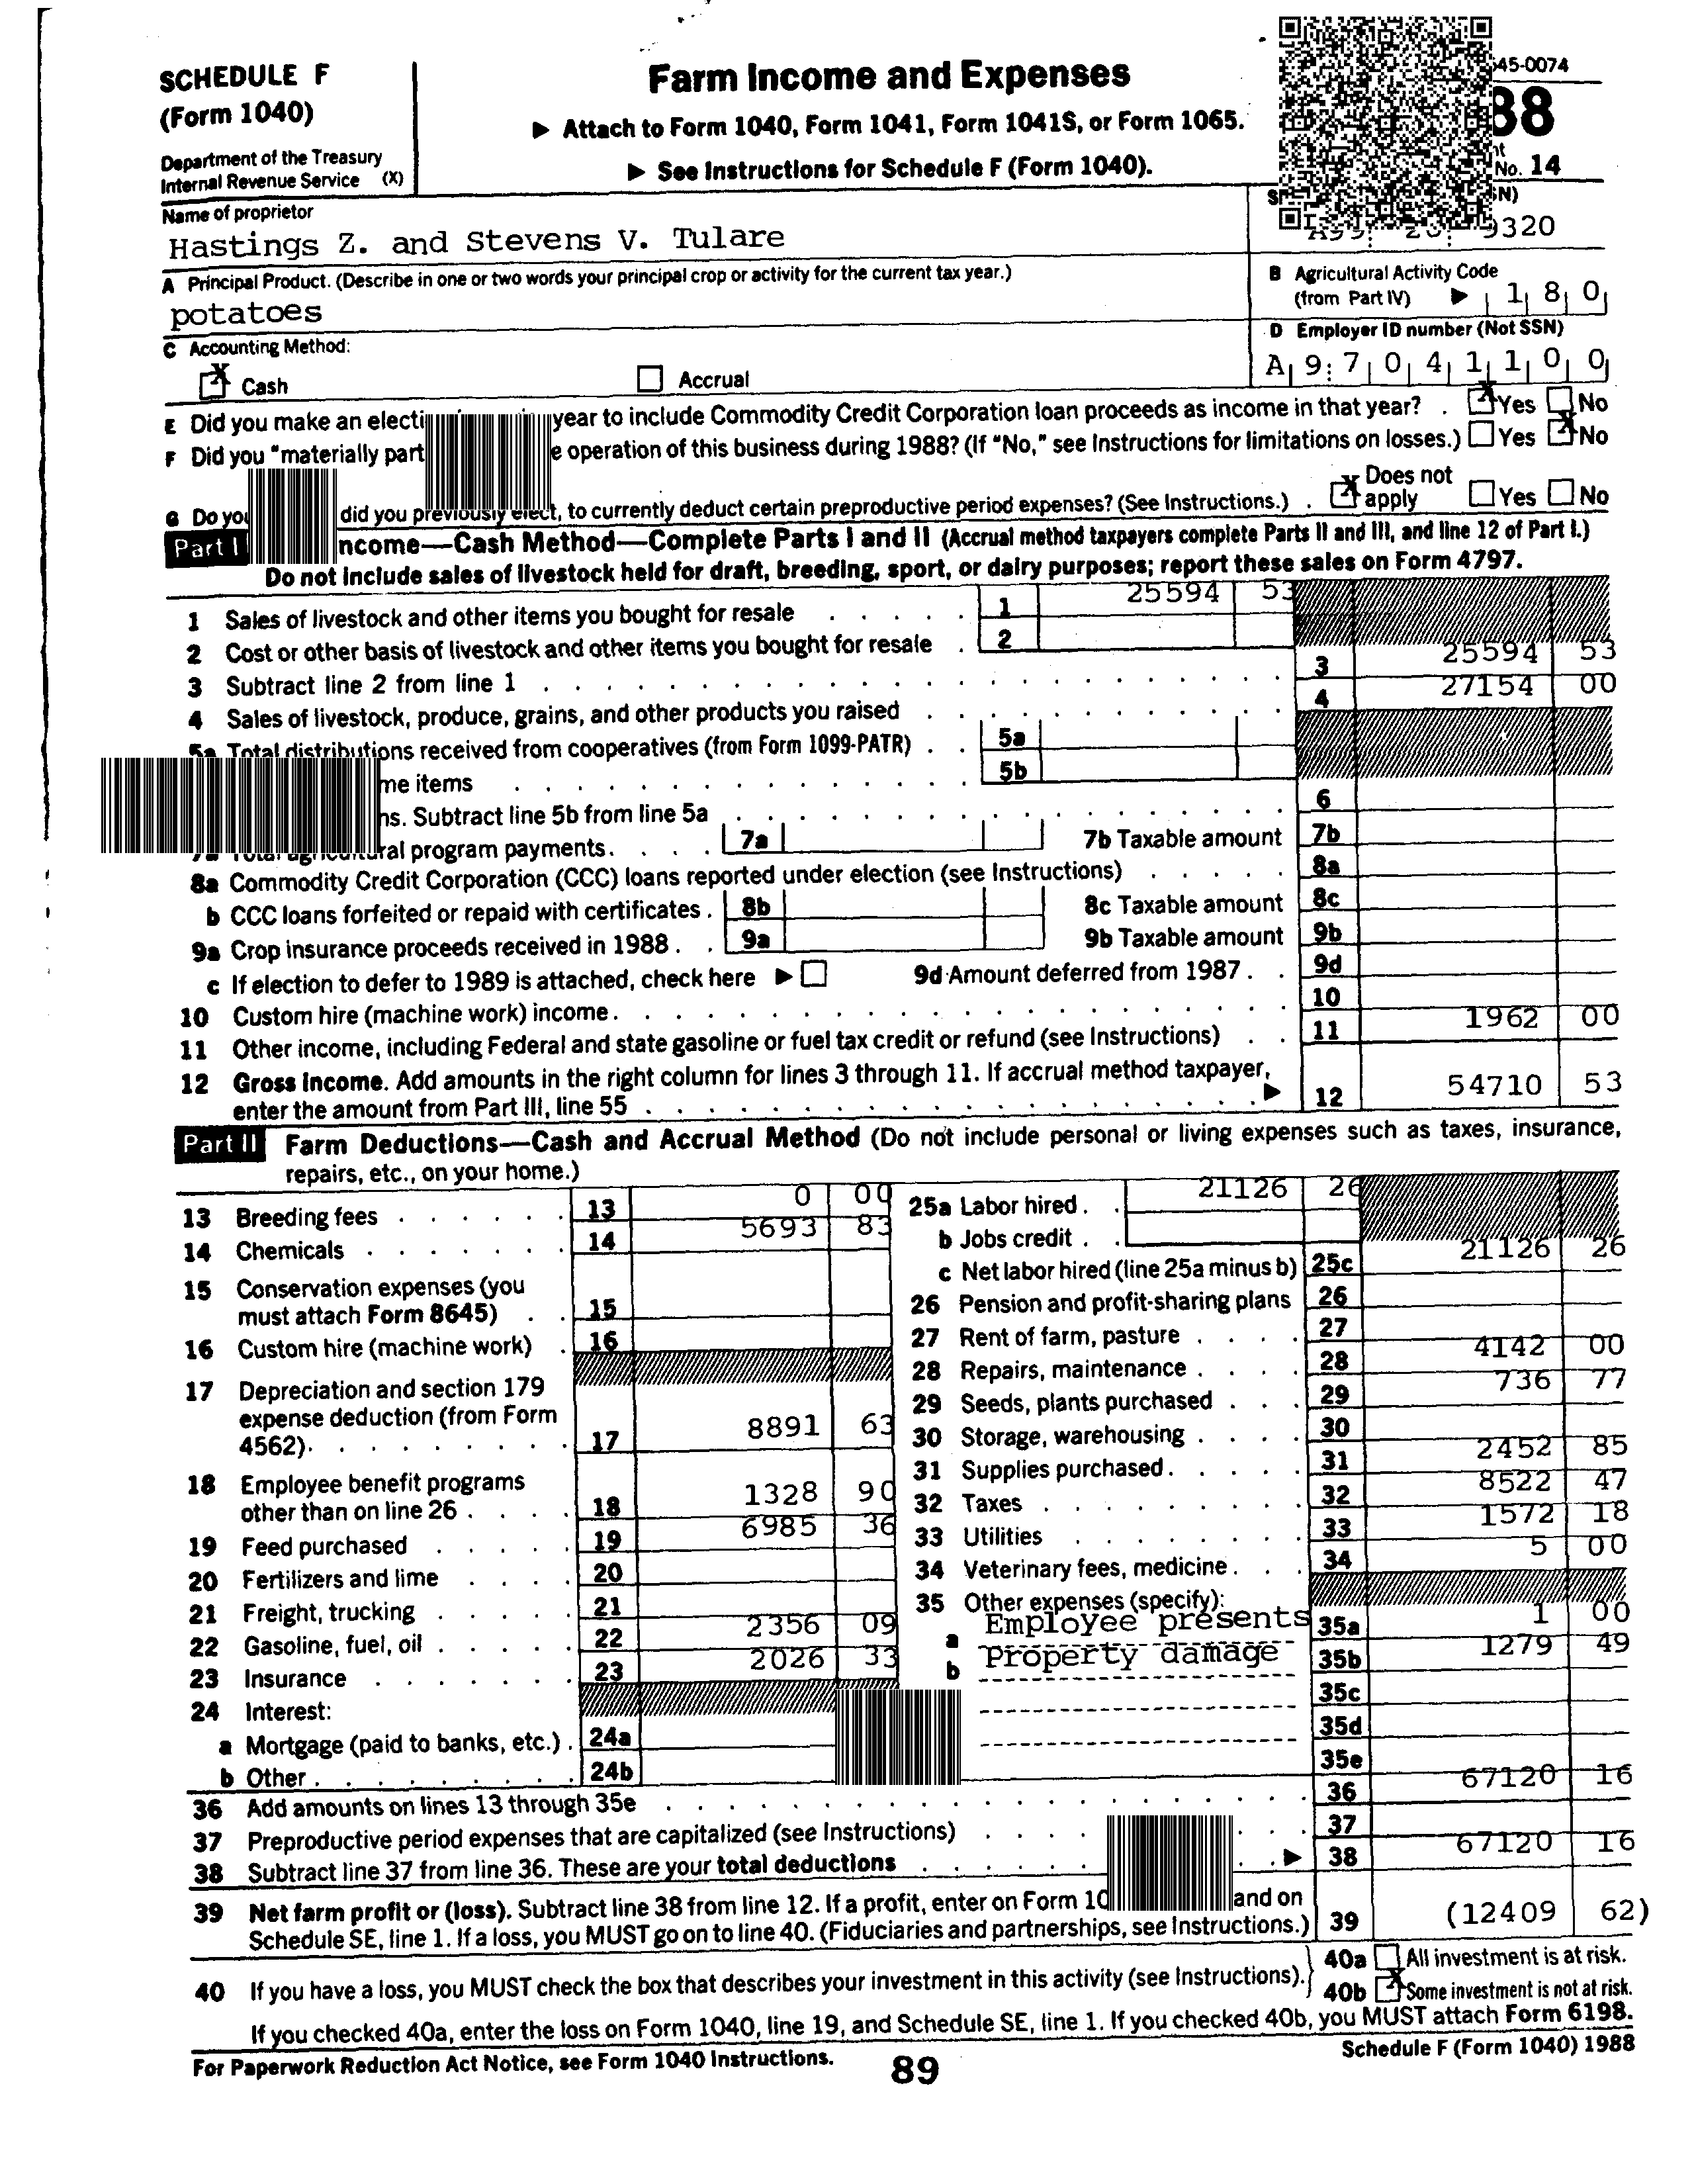 SCHEDULE F
(Form 1040)
Department of the Treasury
Internal Revenue Service (X)
Farm Income and Expenses
▶ Attach to Form 1040, Form 1041, Form 1041S, or Form 1065.
▶ See Instructions for Schedule F (Form 1040).
45-0074
88
No. 14
Name of proprietor
Hastings Z. and Stevens V. Tulare
9320
A Principal Product. (Describe in one or two words your principal crop or activity for the current tax year.)
potatoes
B Agricultural Activity Code
(from Part IV) ▶ 1 8 0
C Accounting Method:
Cash
Accrual
D Employer ID number (Not SSN)
A 9 7 0 4 1 1 0 0
E Did you make an electi year to include Commodity Credit Corporation loan proceeds as income in that year? . X Yes No
F Did you "materially part e operation of this business during 1988? (If "No," see Instructions for limitations on losses.) Yes X No
G Do you did you previously elect, to currently deduct certain preproductive period expenses? (See Instructions.) . X Does not apply Yes No
Part I ncome—Cash Method—Complete Parts I and II (Accrual method taxpayers complete Parts II and III, and line 12 of Part I.)
Do not include sales of livestock held for draft, breeding, sport, or dairy purposes; report these sales on Form 4797.
1 Sales of livestock and other items you bought for resale 1 25594 53
2 Cost or other basis of livestock and other items you bought for resale 2
3 Subtract line 2 from line 1 3 25594 53
4 Sales of livestock, produce, grains, and other products you raised 4 27154 00
5a Total distributions received from cooperatives (from Form 1099-PATR) 5a
me items 5b
ns. Subtract line 5b from line 5a 6
7a Total agricultural program payments. 7a 7b Taxable amount 7b
8a Commodity Credit Corporation (CCC) loans reported under election (see Instructions) 8a
b CCC loans forfeited or repaid with certificates . 8b 8c Taxable amount 8c
9a Crop insurance proceeds received in 1988 . 9a 9b Taxable amount 9b
c If election to defer to 1989 is attached, check here ▶ 9d Amount deferred from 1987 . 9d
10 Custom hire (machine work) income . 10
11 Other income, including Federal and state gasoline or fuel tax credit or refund (see Instructions) 11 1962 00
12 Gross income. Add amounts in the right column for lines 3 through 11. If accrual method taxpayer,
enter the amount from Part III, line 55 ▶ 12 54710 53
Part II Farm Deductions—Cash and Accrual Method (Do not include personal or living expenses such as taxes, insurance,
repairs, etc., on your home.)
13 Breeding fees 13 0 00
14 Chemicals 14 5693 83
15 Conservation expenses (you
must attach Form 8645) 15
16 Custom hire (machine work) 16
17 Depreciation and section 179
expense deduction (from Form
4562). 17 8891 63
18 Employee benefit programs
other than on line 26 . 18 1328 90
19 Feed purchased 19 6985 36
20 Fertilizers and lime 20
21 Freight, trucking 21
22 Gasoline, fuel, oil 22 2356 09
23 Insurance 23 2026 33
24 Interest:
a Mortgage (paid to banks, etc.) . 24a
b Other . 24b
25a Labor hired . 21126 26
b Jobs credit .
c Net labor hired (line 25a minus b) 25c 21126 26
26 Pension and profit-sharing plans 26
27 Rent of farm, pasture 27
28 Repairs, maintenance 28 4142 00
29 Seeds, plants purchased 29 736 77
30 Storage, warehousing 30
31 Supplies purchased 31 2452 85
32 Taxes 32 8522 47
33 Utilities 33 1572 18
34 Veterinary fees, medicine 34 5 00
35 Other expenses (specify):
a Employee presents 35a 1 00
b Property damage 35b 1279 49
35c
35d
35e
36 Add amounts on lines 13 through 35e 36 67120 16
37 Preproductive period expenses that are capitalized (see Instructions) 37
38 Subtract line 37 from line 36. These are your total deductions ▶ 38 67120 16
39 Net farm profit or (loss). Subtract line 38 from line 12. If a profit, enter on Form 10 and on
Schedule SE, line 1. If a loss, you MUST go on to line 40. (Fiduciaries and partnerships, see Instructions.) 39 (12409 62)
40 If you have a loss, you MUST check the box that describes your investment in this activity (see Instructions).
40a All investment is at risk.
40b X Some investment is not at risk.
If you checked 40a, enter the loss on Form 1040, line 19, and Schedule SE, line 1. If you checked 40b, you MUST attach Form 6198.
For Paperwork Reduction Act Notice, see Form 1040 Instructions.
89
Schedule F (Form 1040) 1988